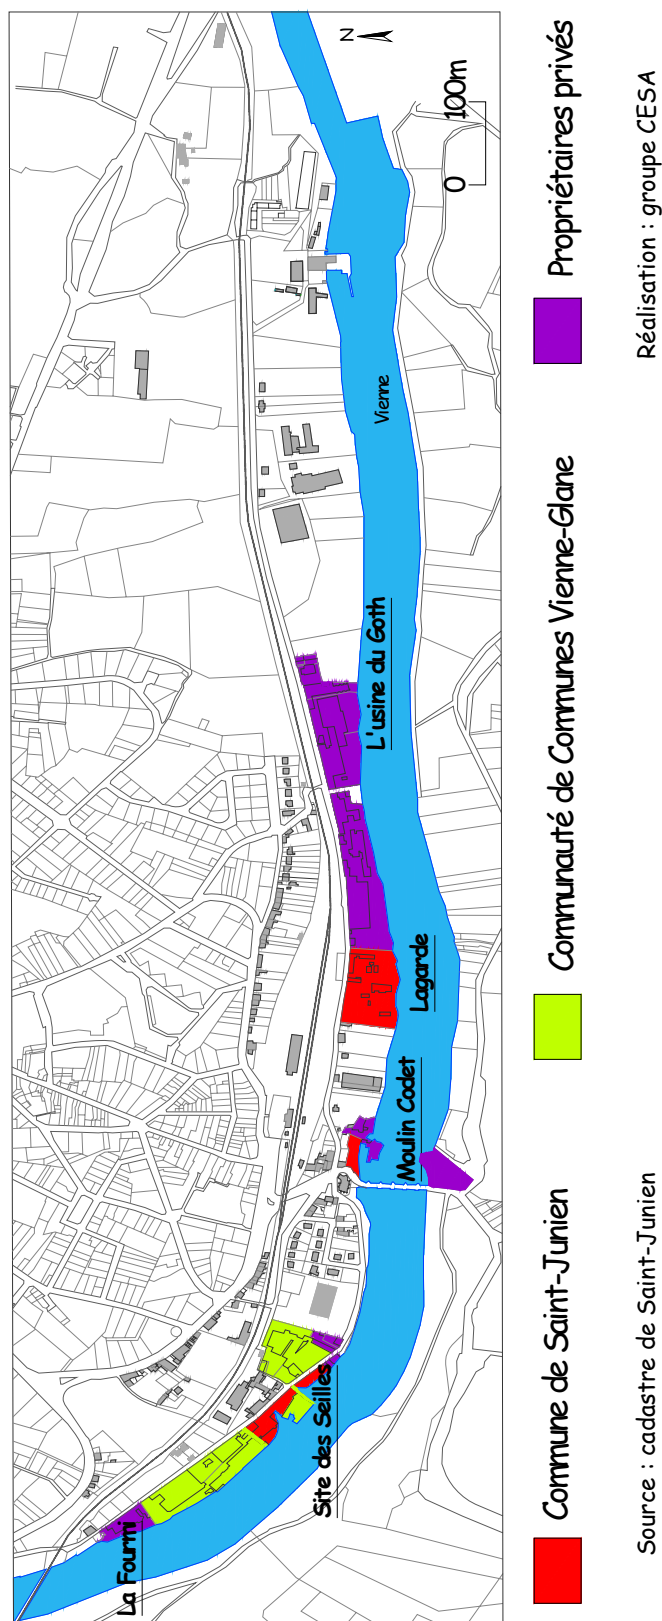 La Fourmi
Site des Seilles
Moulin Codet
Lagarde
L'usine du Goth
Vienne
N
0 100m
Commune de Saint-Junien
Communauté de Communes Vienne-Glane
Propriétaires privés
Source : cadastre de Saint-Junien
Réalisation : groupe CESA